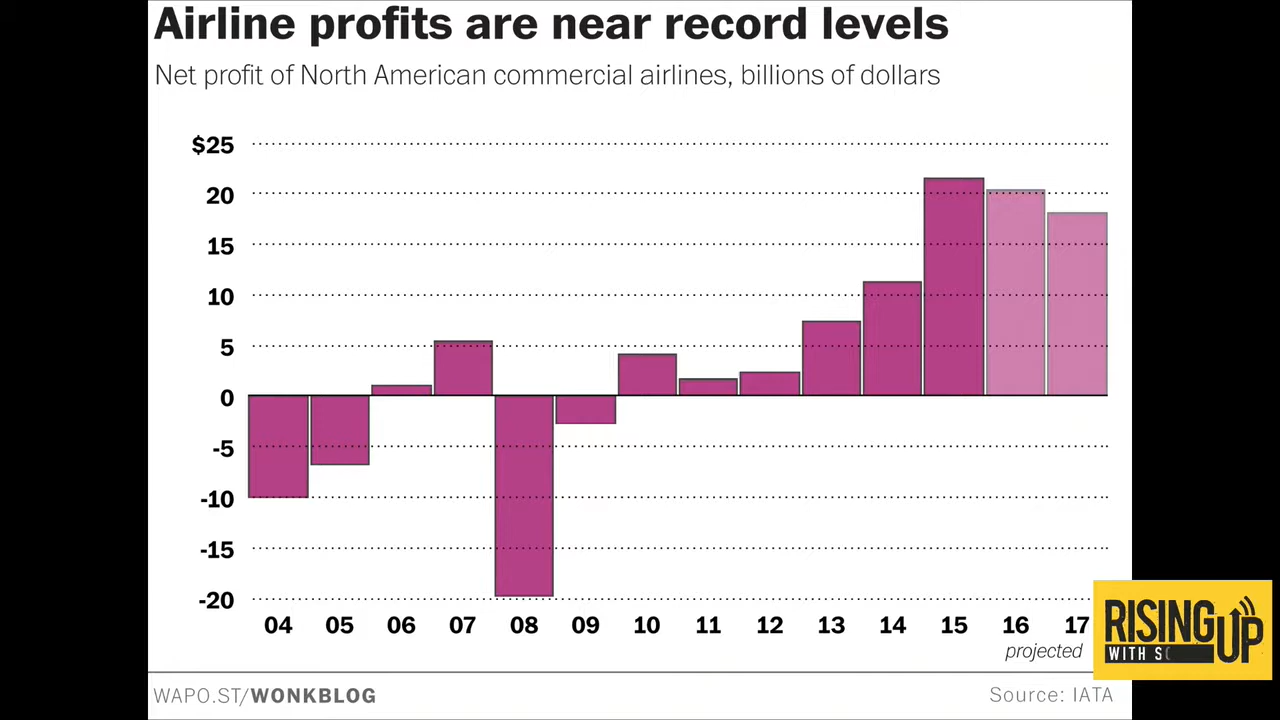 Airline profits are near record levels
Net profit of North American commercial airlines, billions of dollars
$25
20
15
10
5
0
-5
-10
-15
-20
04 05 06 07 08 09 10 11 12 13 14 15 16 17
projected
RISING UP
WITH
WAPO.ST/WONKBLOG
Source: IATA